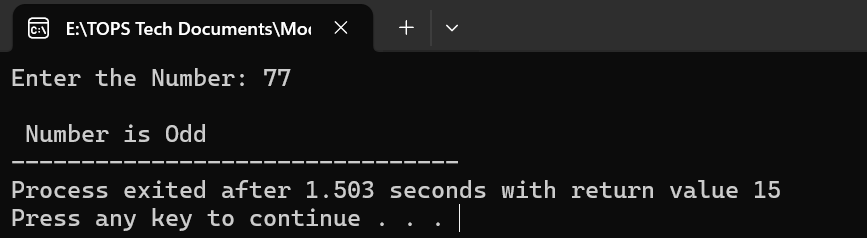 E:\TOPS Tech Documents\Mo
Enter the Number: 77
Number is Odd
--------------------------------
Process exited after 1.503 seconds with return value 15
Press any key to continue . . .